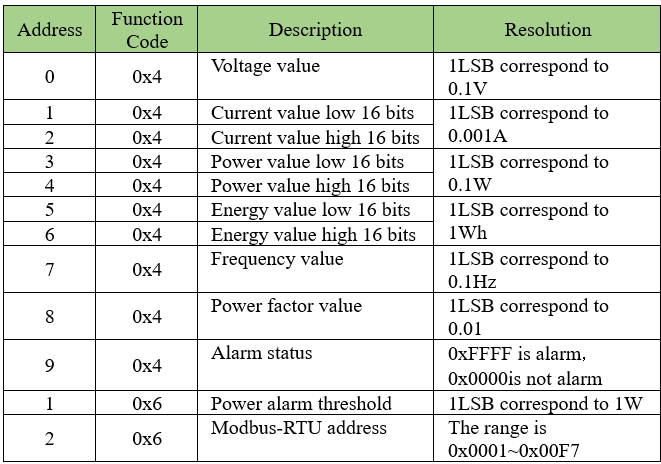 Address Function Code Description Resolution
0 0x4 Voltage value 1LSB correspond to
0.1V
1 0x4 Current value low 16 bits 1LSB correspond to
2 0x4 Current value high 16 bits 0.001A
3 0x4 Power value low 16 bits 1LSB correspond to
4 0x4 Power value high 16 bits 0.1W
5 0x4 Energy value low 16 bits 1LSB correspond to
6 0x4 Energy value high 16 bits 1Wh
7 0x4 Frequency value 1LSB correspond to
0.1Hz
8 0x4 Power factor value 1LSB correspond to
0.01
9 0x4 Alarm status 0xFFFF is alarm,
0x0000is not alarm
1 0x6 Power alarm threshold 1LSB correspond to 1W
2 0x6 Modbus-RTU address The range is
0x0001~0x00F7